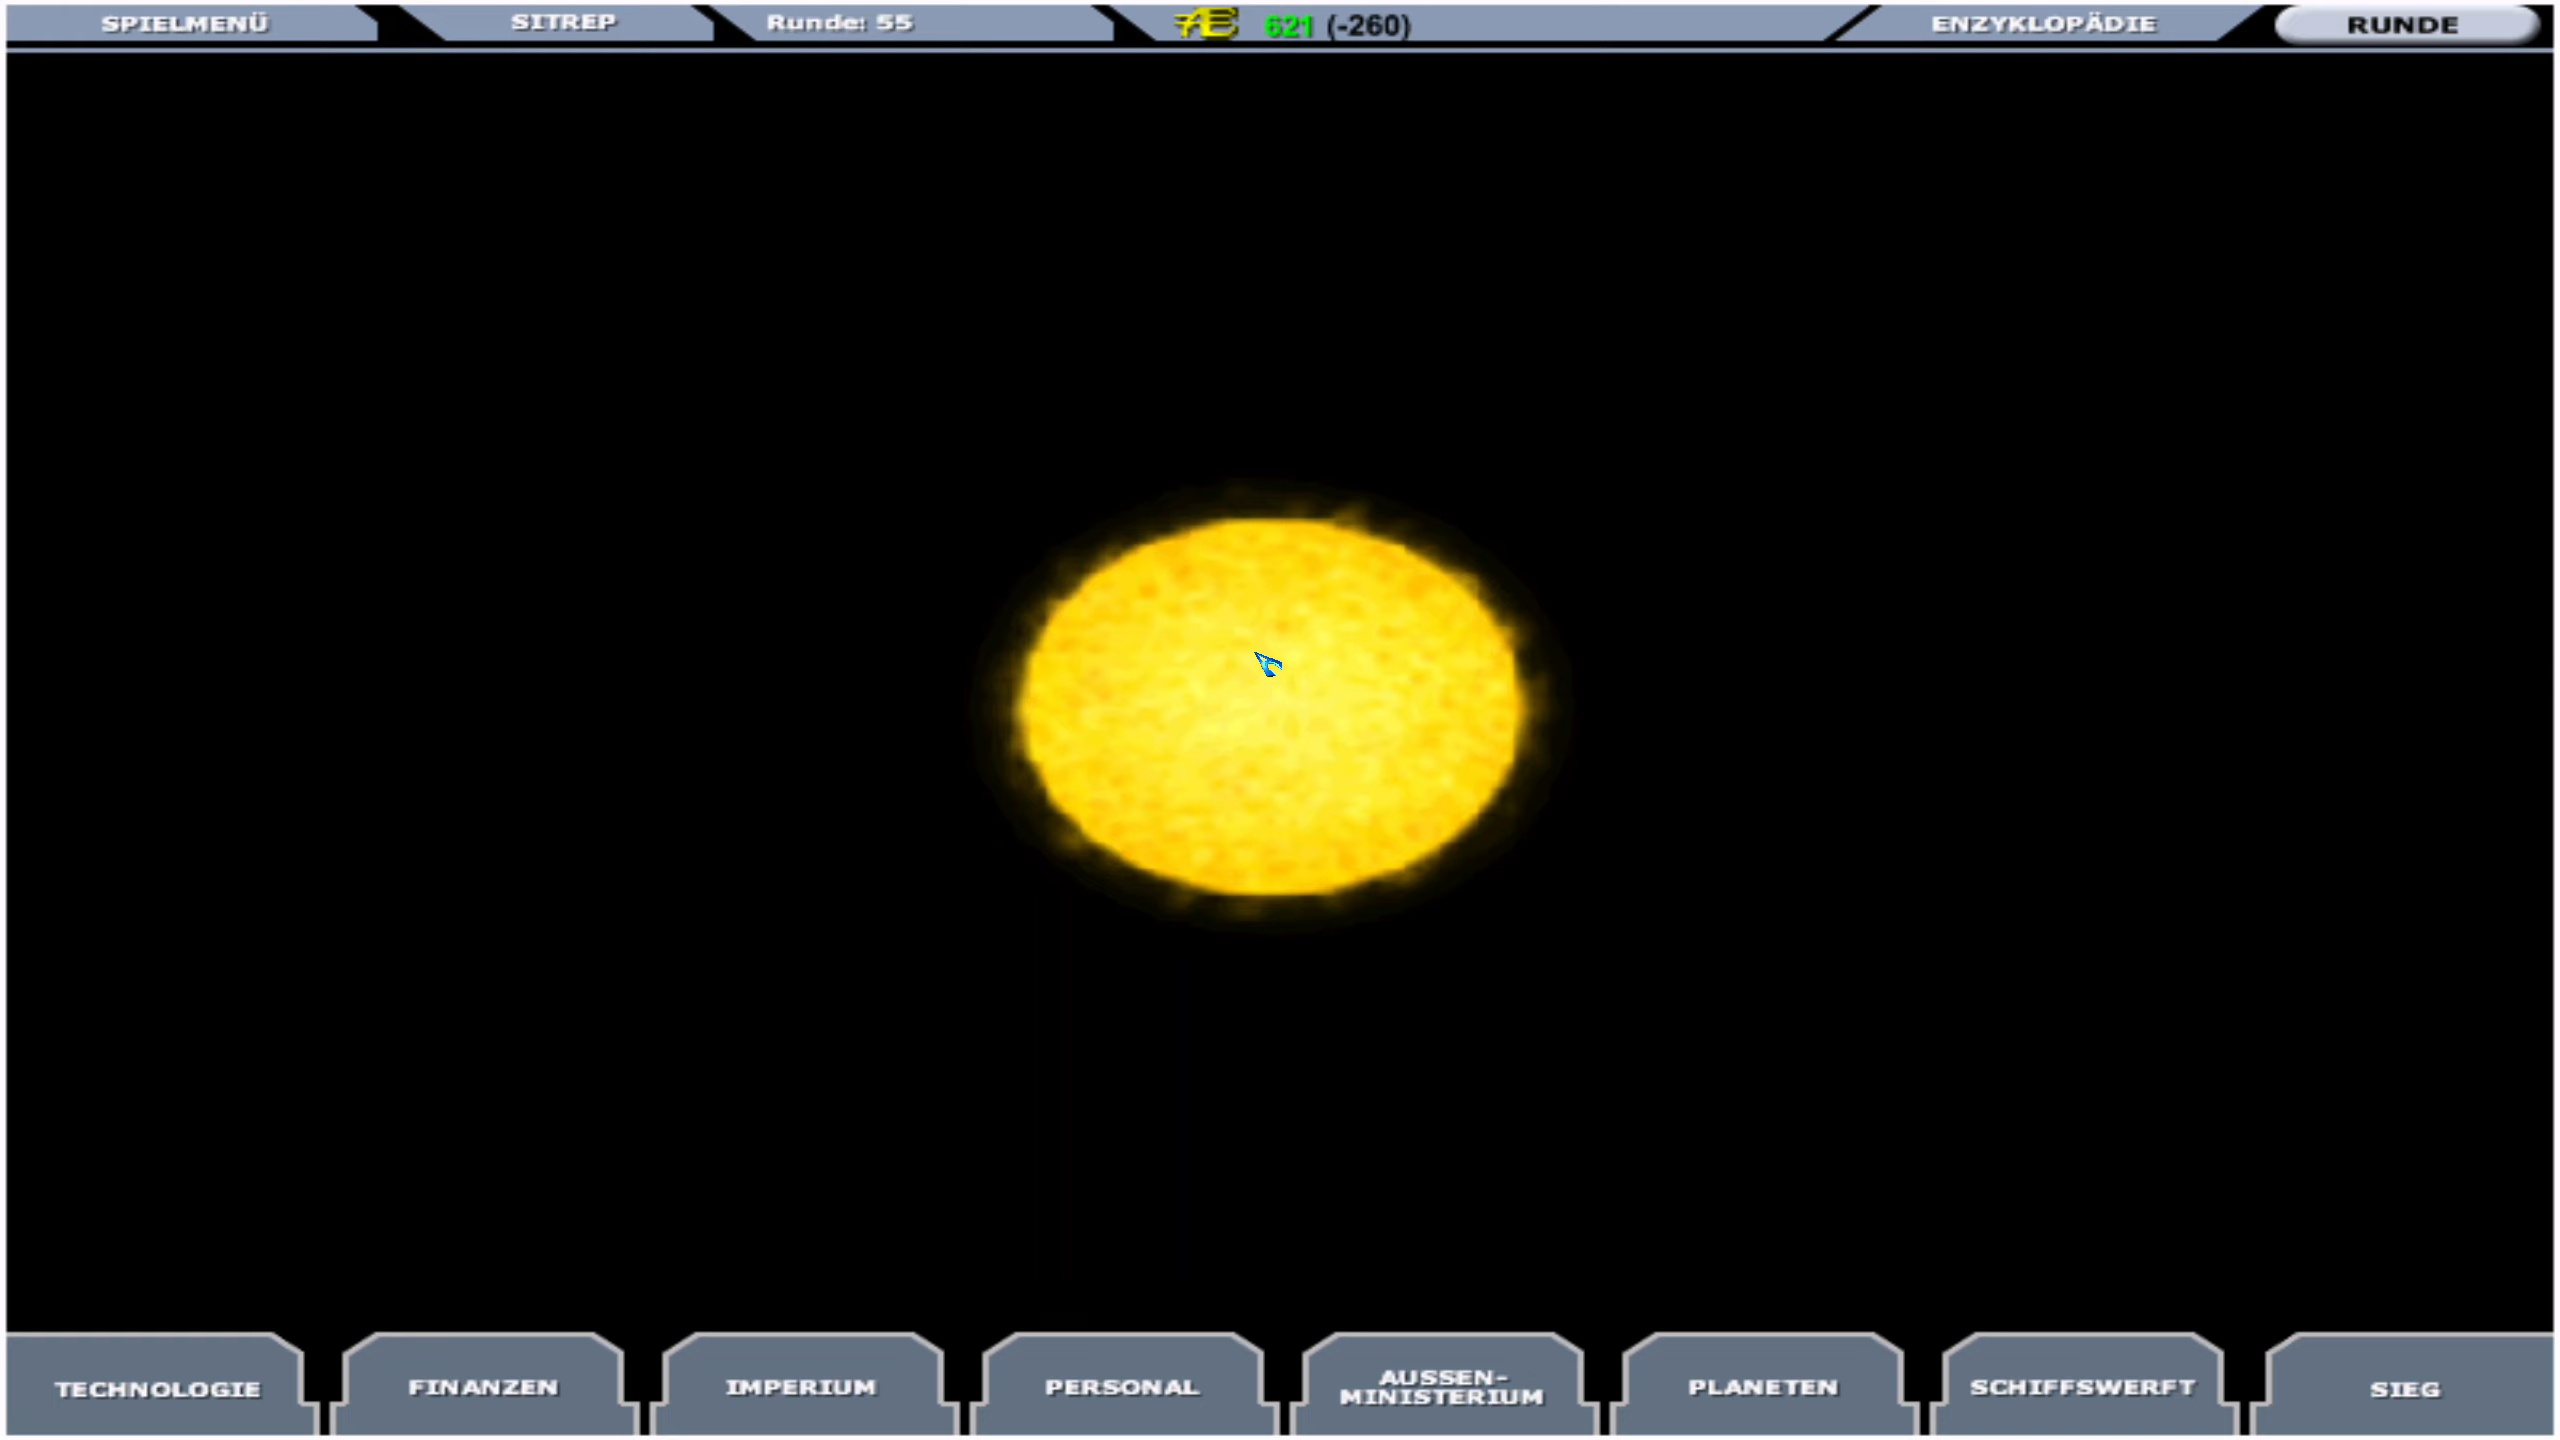 SPIELMENÜ
SITREP
Runde: 55
621 (-260)
ENZYKLOPÄDIE
RUNDE
TECHNOLOGIE
FINANZEN
IMPERIUM
PERSONAL
AUSSEN-
MINISTERIUM
PLANETEN
SCHIFFSWERFT
SIEG